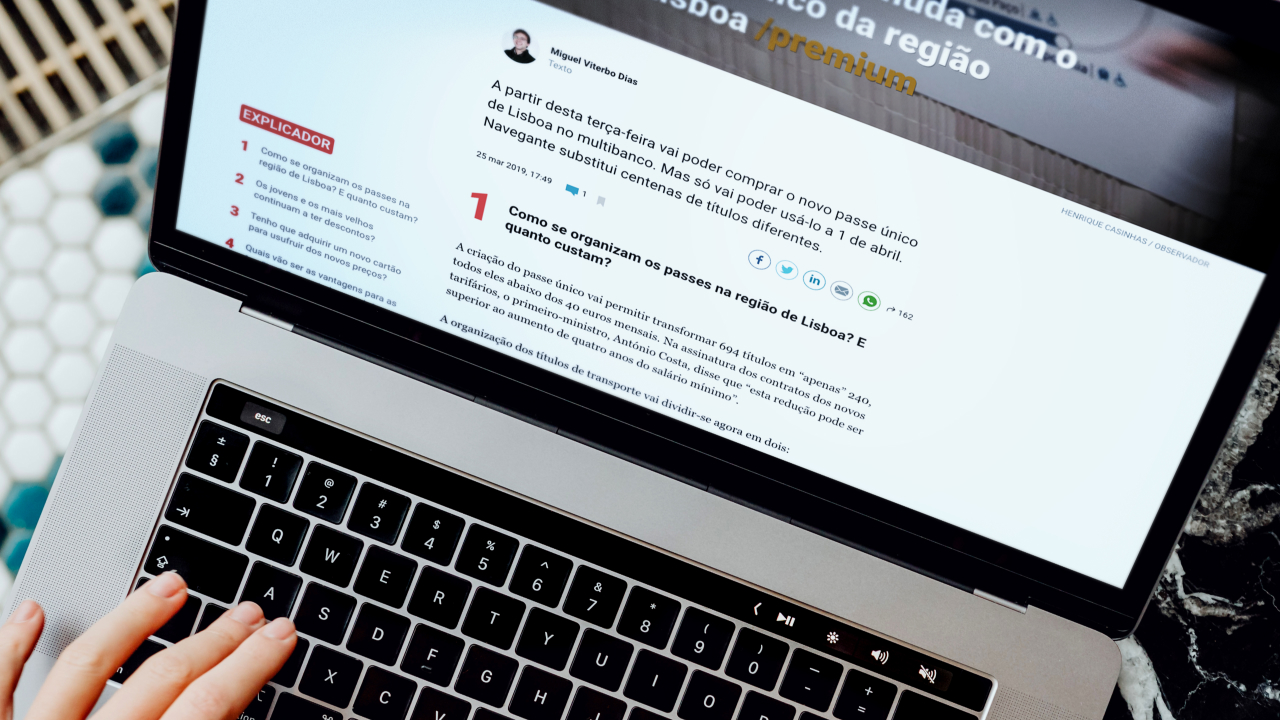 com o
nico da região
Lisboa /premium
Miguel Viterbo Dias
Texto
A partir desta terça-feira vai poder comprar o novo passe único
de Lisboa no multibanco. Mas só vai poder usá-lo a 1 de abril.
Navegante substitui centenas de títulos diferentes.
25 mar 2019, 17:49
1
HENRIQUE CASINHAS / OBSERVADOR
162
EXPLICADOR
1 Como se organizam os passes na
região de Lisboa? E quanto custam?
2 Os jovens e os mais velhos
continuam a ter descontos?
3 Tenho que adquirir um novo cartão
para usufruir dos novos preços?
4 Quais vão ser as vantagens para as
1 Como se organizam os passes na região de Lisboa? E
quanto custam?
A criação do passe único vai permitir transformar 694 títulos em “apenas” 240,
todos eles abaixo dos 40 euros mensais. Na assinatura dos contratos dos novos
tarifários, o primeiro-ministro, António Costa, disse que “esta redução pode ser
superior ao aumento de quatro anos do salário mínimo”.
A organização dos títulos de transporte vai dividir-se agora em dois:
esc
± §
! 1
@ 2
# 3
$ 4
% 5
^ 6
& 7
* 8
( 9
) 0
– -
+ =
Q W E R T Y U I O P
A S D F G H J
X C V